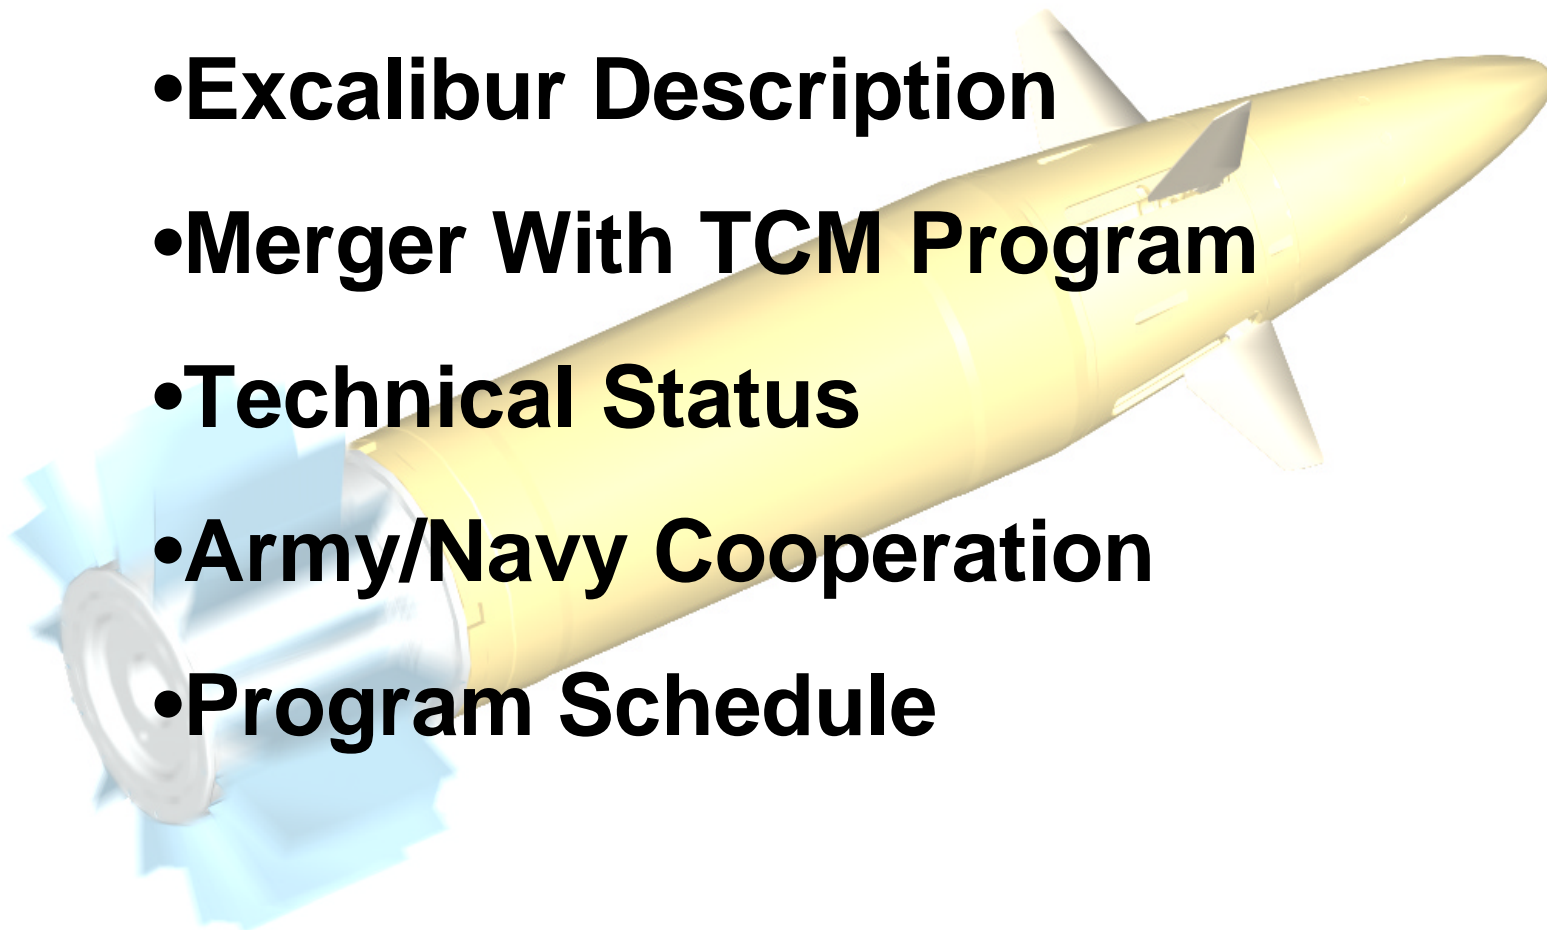 •Excalibur Description
•Merger With TCM Program
•Technical Status
•Army/Navy Cooperation
•Program Schedule